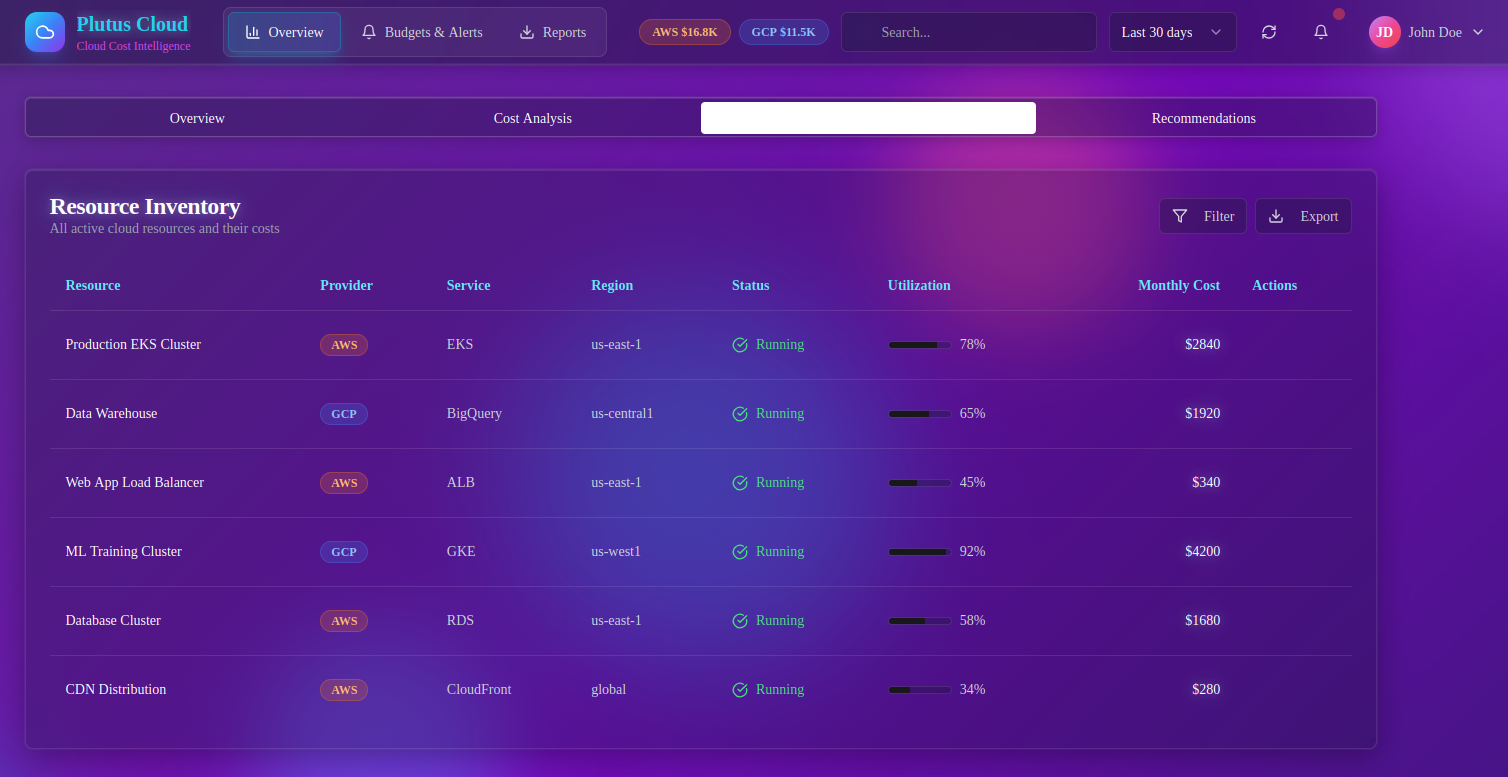 Plutus Cloud
Cloud Cost Intelligence
Overview
Budgets & Alerts
Reports
AWS $16.8K
GCP $11.5K
Search...
Last 30 days
JD
John Doe
Overview
Cost Analysis
Recommendations
Resource Inventory
All active cloud resources and their costs
Filter
Export
Resource Provider Service Region Status Utilization Monthly Cost Actions
Production EKS Cluster AWS EKS us-east-1 Running 78% $2840
Data Warehouse GCP BigQuery us-central1 Running 65% $1920
Web App Load Balancer AWS ALB us-east-1 Running 45% $340
ML Training Cluster GCP GKE us-west1 Running 92% $4200
Database Cluster AWS RDS us-east-1 Running 58% $1680
CDN Distribution AWS CloudFront global Running 34% $280